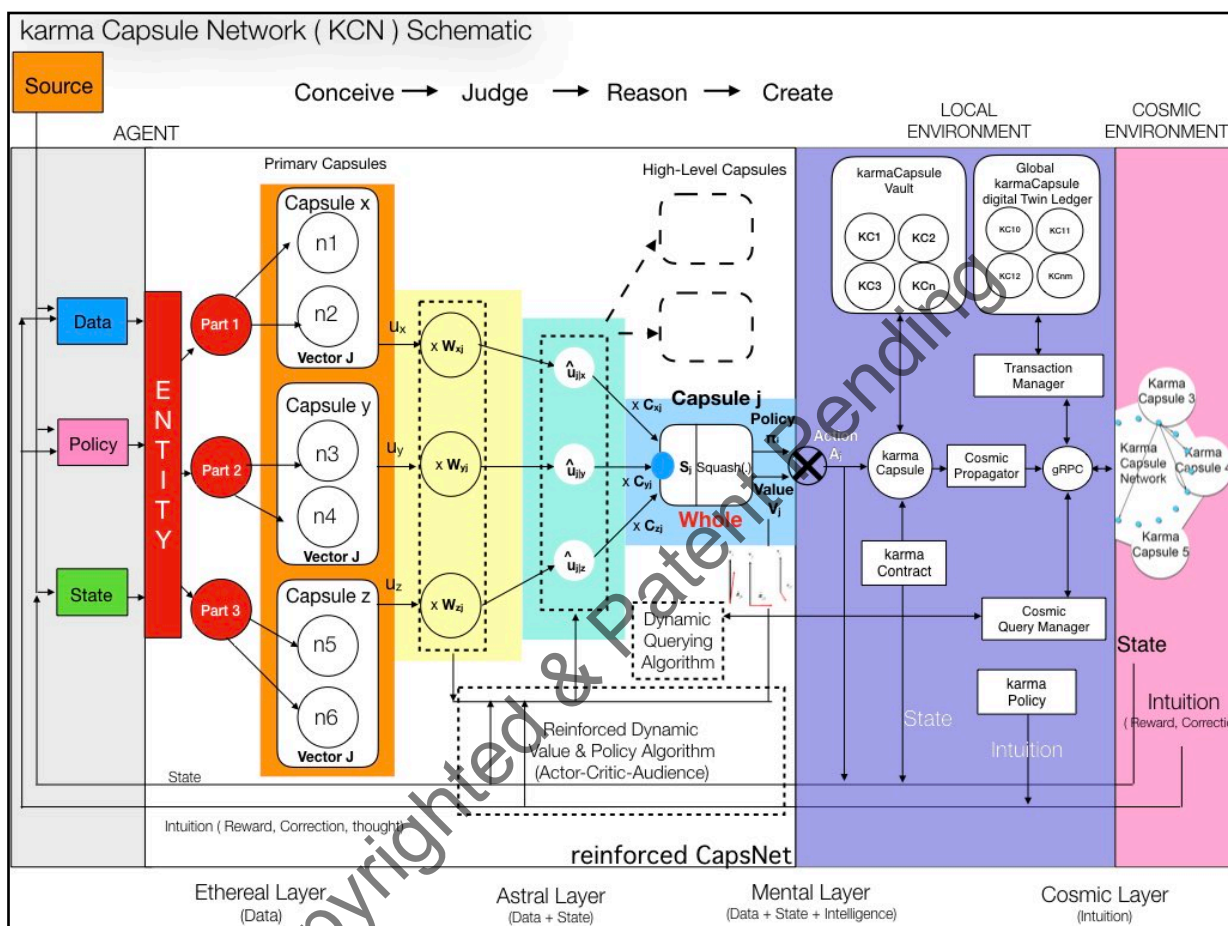 karma Capsule Network ( KCN ) Schematic
Source
Conceive
Judge
Reason
Create
AGENT
LOCAL
ENVIRONMENT
COSMIC
ENVIRONMENT
Primary Capsules
High-Level Capsules
karmaCapsule
Vault
KC1
KC2
KC3
KCn
Global
karmaCapsule
digital Twin Ledger
KC10
KC11
KC12
KCnm
Data
Policy
State
E
N
T
I
T
Y
Part 1
Part 2
Part 3
Capsule x
n1
n2
Vector J
Capsule y
n3
n4
Vector J
Capsule z
n5
n6
Vector J
ux
uy
uz
x Wxj
x Wyj
x Wzj
ûj|x
ûj|y
ûj|z
x Cxj
x Cyj
x Czj
Capsule j
Sj
Squash(.)
Whole
Policy
Value
Vj
Action
karma
Capsule
Cosmic
Propagator
gRPC
Transaction
Manager
karma
Contract
Cosmic
Query Manager
karma
Policy
Karma
Capsule 3
Karma
Capsule
Network
Karma
Capsule 4
Karma
Capsule 5
Dynamic
Querying
Algorithm
Reinforced Dynamic
Value & Policy Algorithm
(Actor-Critic-Audience)
State
Intuition ( Reward, Correction, thought)
State
Intuition
State
Intuition
reinforced CapsNet
Ethereal Layer
(Data)
Astral Layer
(Data + State)
Mental Layer
(Data + State + Intelligence)
Cosmic Layer
(Intuition)
& Patent Pending